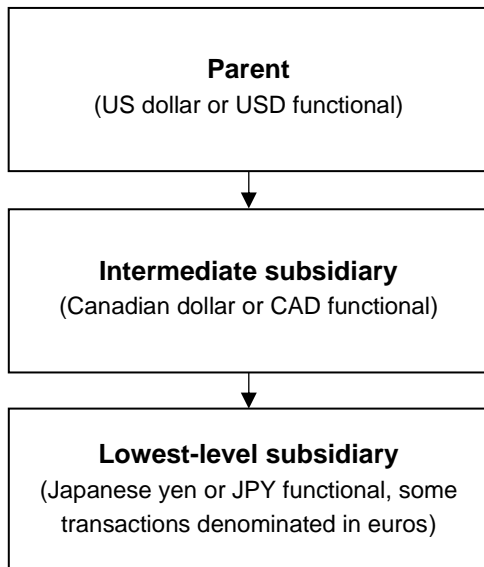 Parent
(US dollar or USD functional)
Intermediate subsidiary
(Canadian dollar or CAD functional)
Lowest-level subsidiary
(Japanese yen or JPY functional, some
transactions denominated in euros)